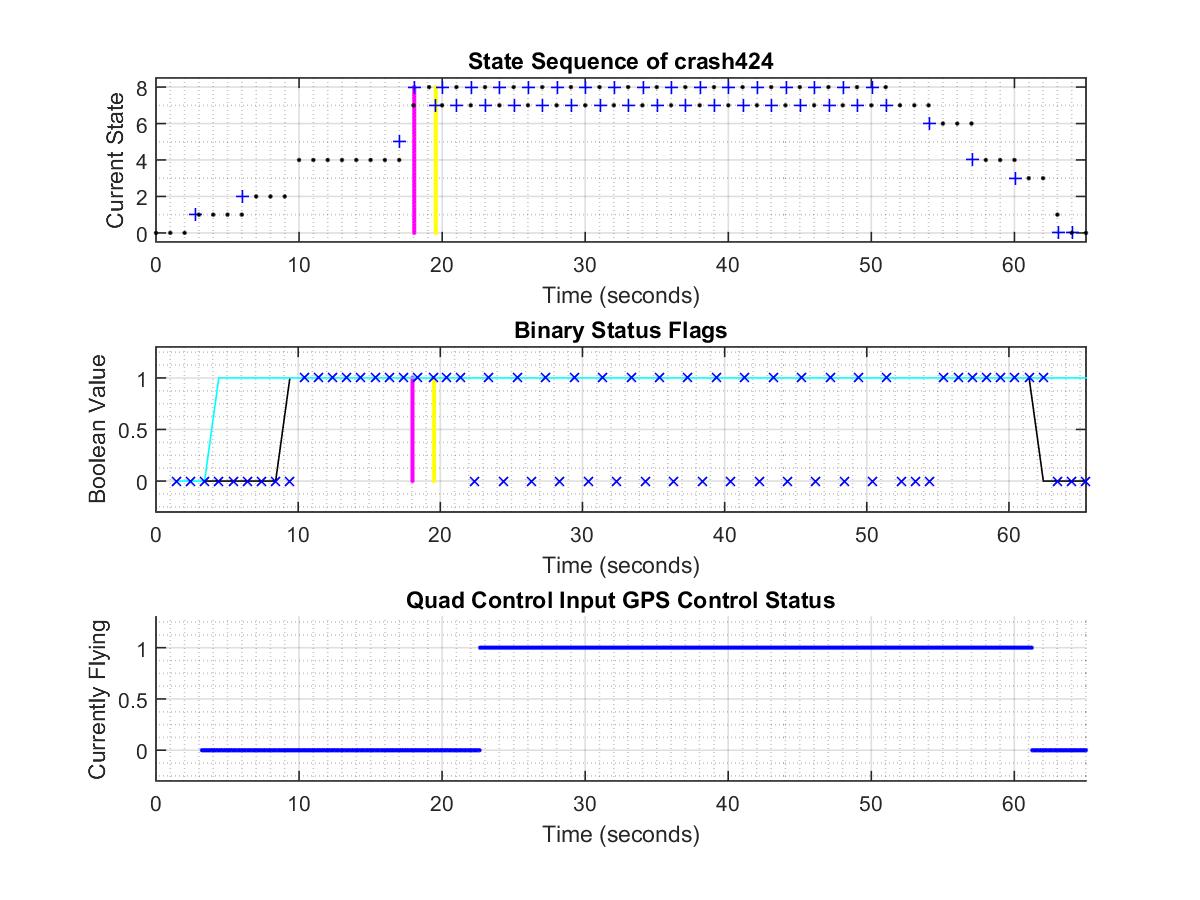 State Sequence of crash424
Current State
8
6
4
2
0
0 10 20 30 40 50 60
Time (seconds)
Binary Status Flags
Boolean Value
1
0.5
0
0 10 20 30 40 50 60
Time (seconds)
Quad Control Input GPS Control Status
Currently Flying
1
0.5
0
0 10 20 30 40 50 60
Time (seconds)